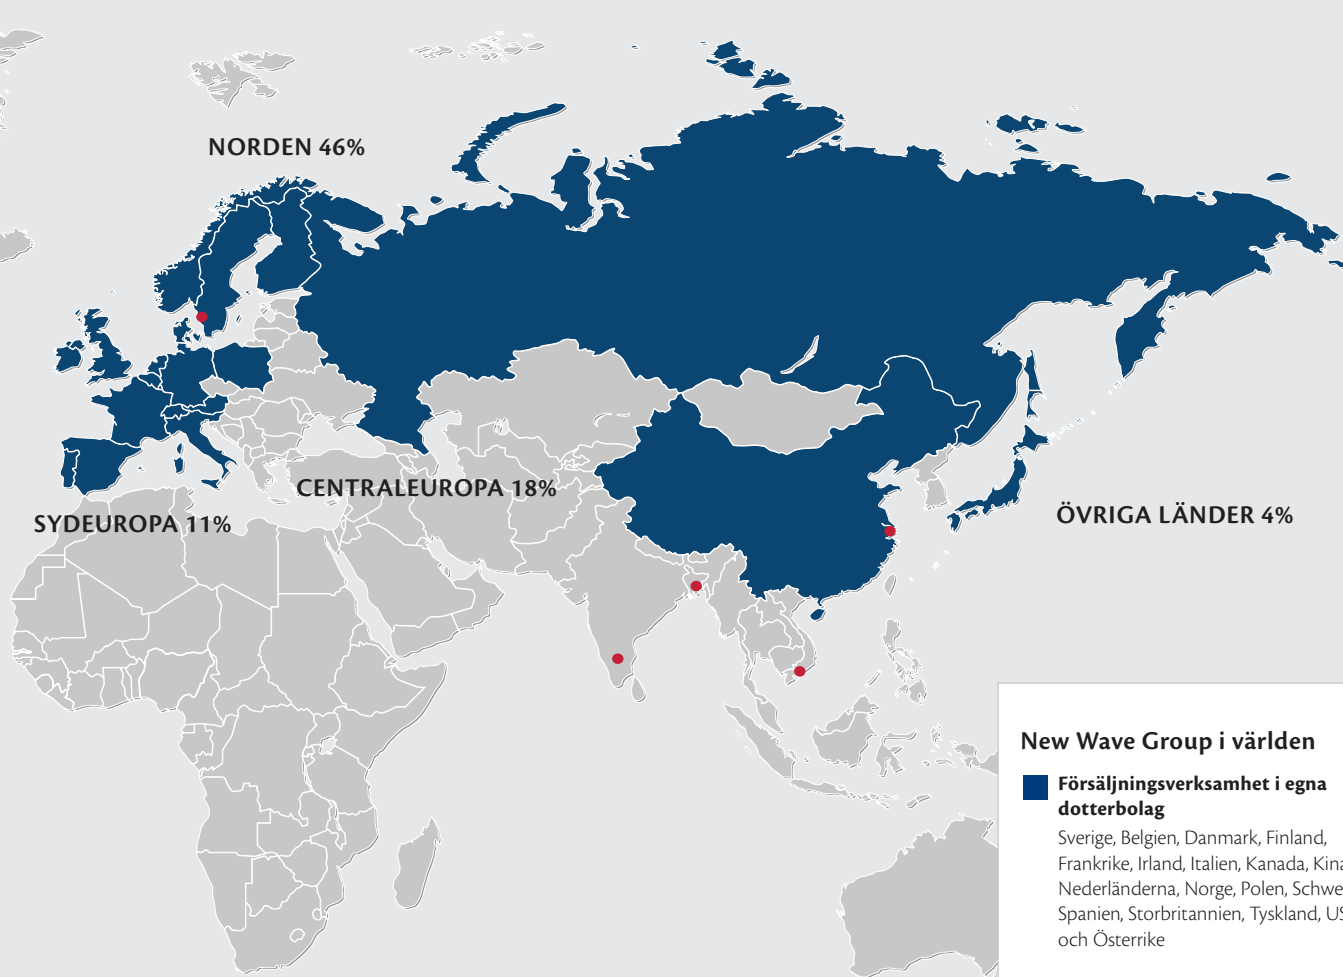 NORDEN 46%
CENTRALEUROPA 18%
SYDEUROPA 11%
ÖVRIGA LÄNDER 4%
New Wave Group i världen
Försäljningsverksamhet i egna
dotterbolag
Sverige, Belgien, Danmark, Finland,
Frankrike, Irland, Italien, Kanada,
Nederländerna, Norge, Polen,
Spanien, Storbritannien, Tyskland,
och Österrike